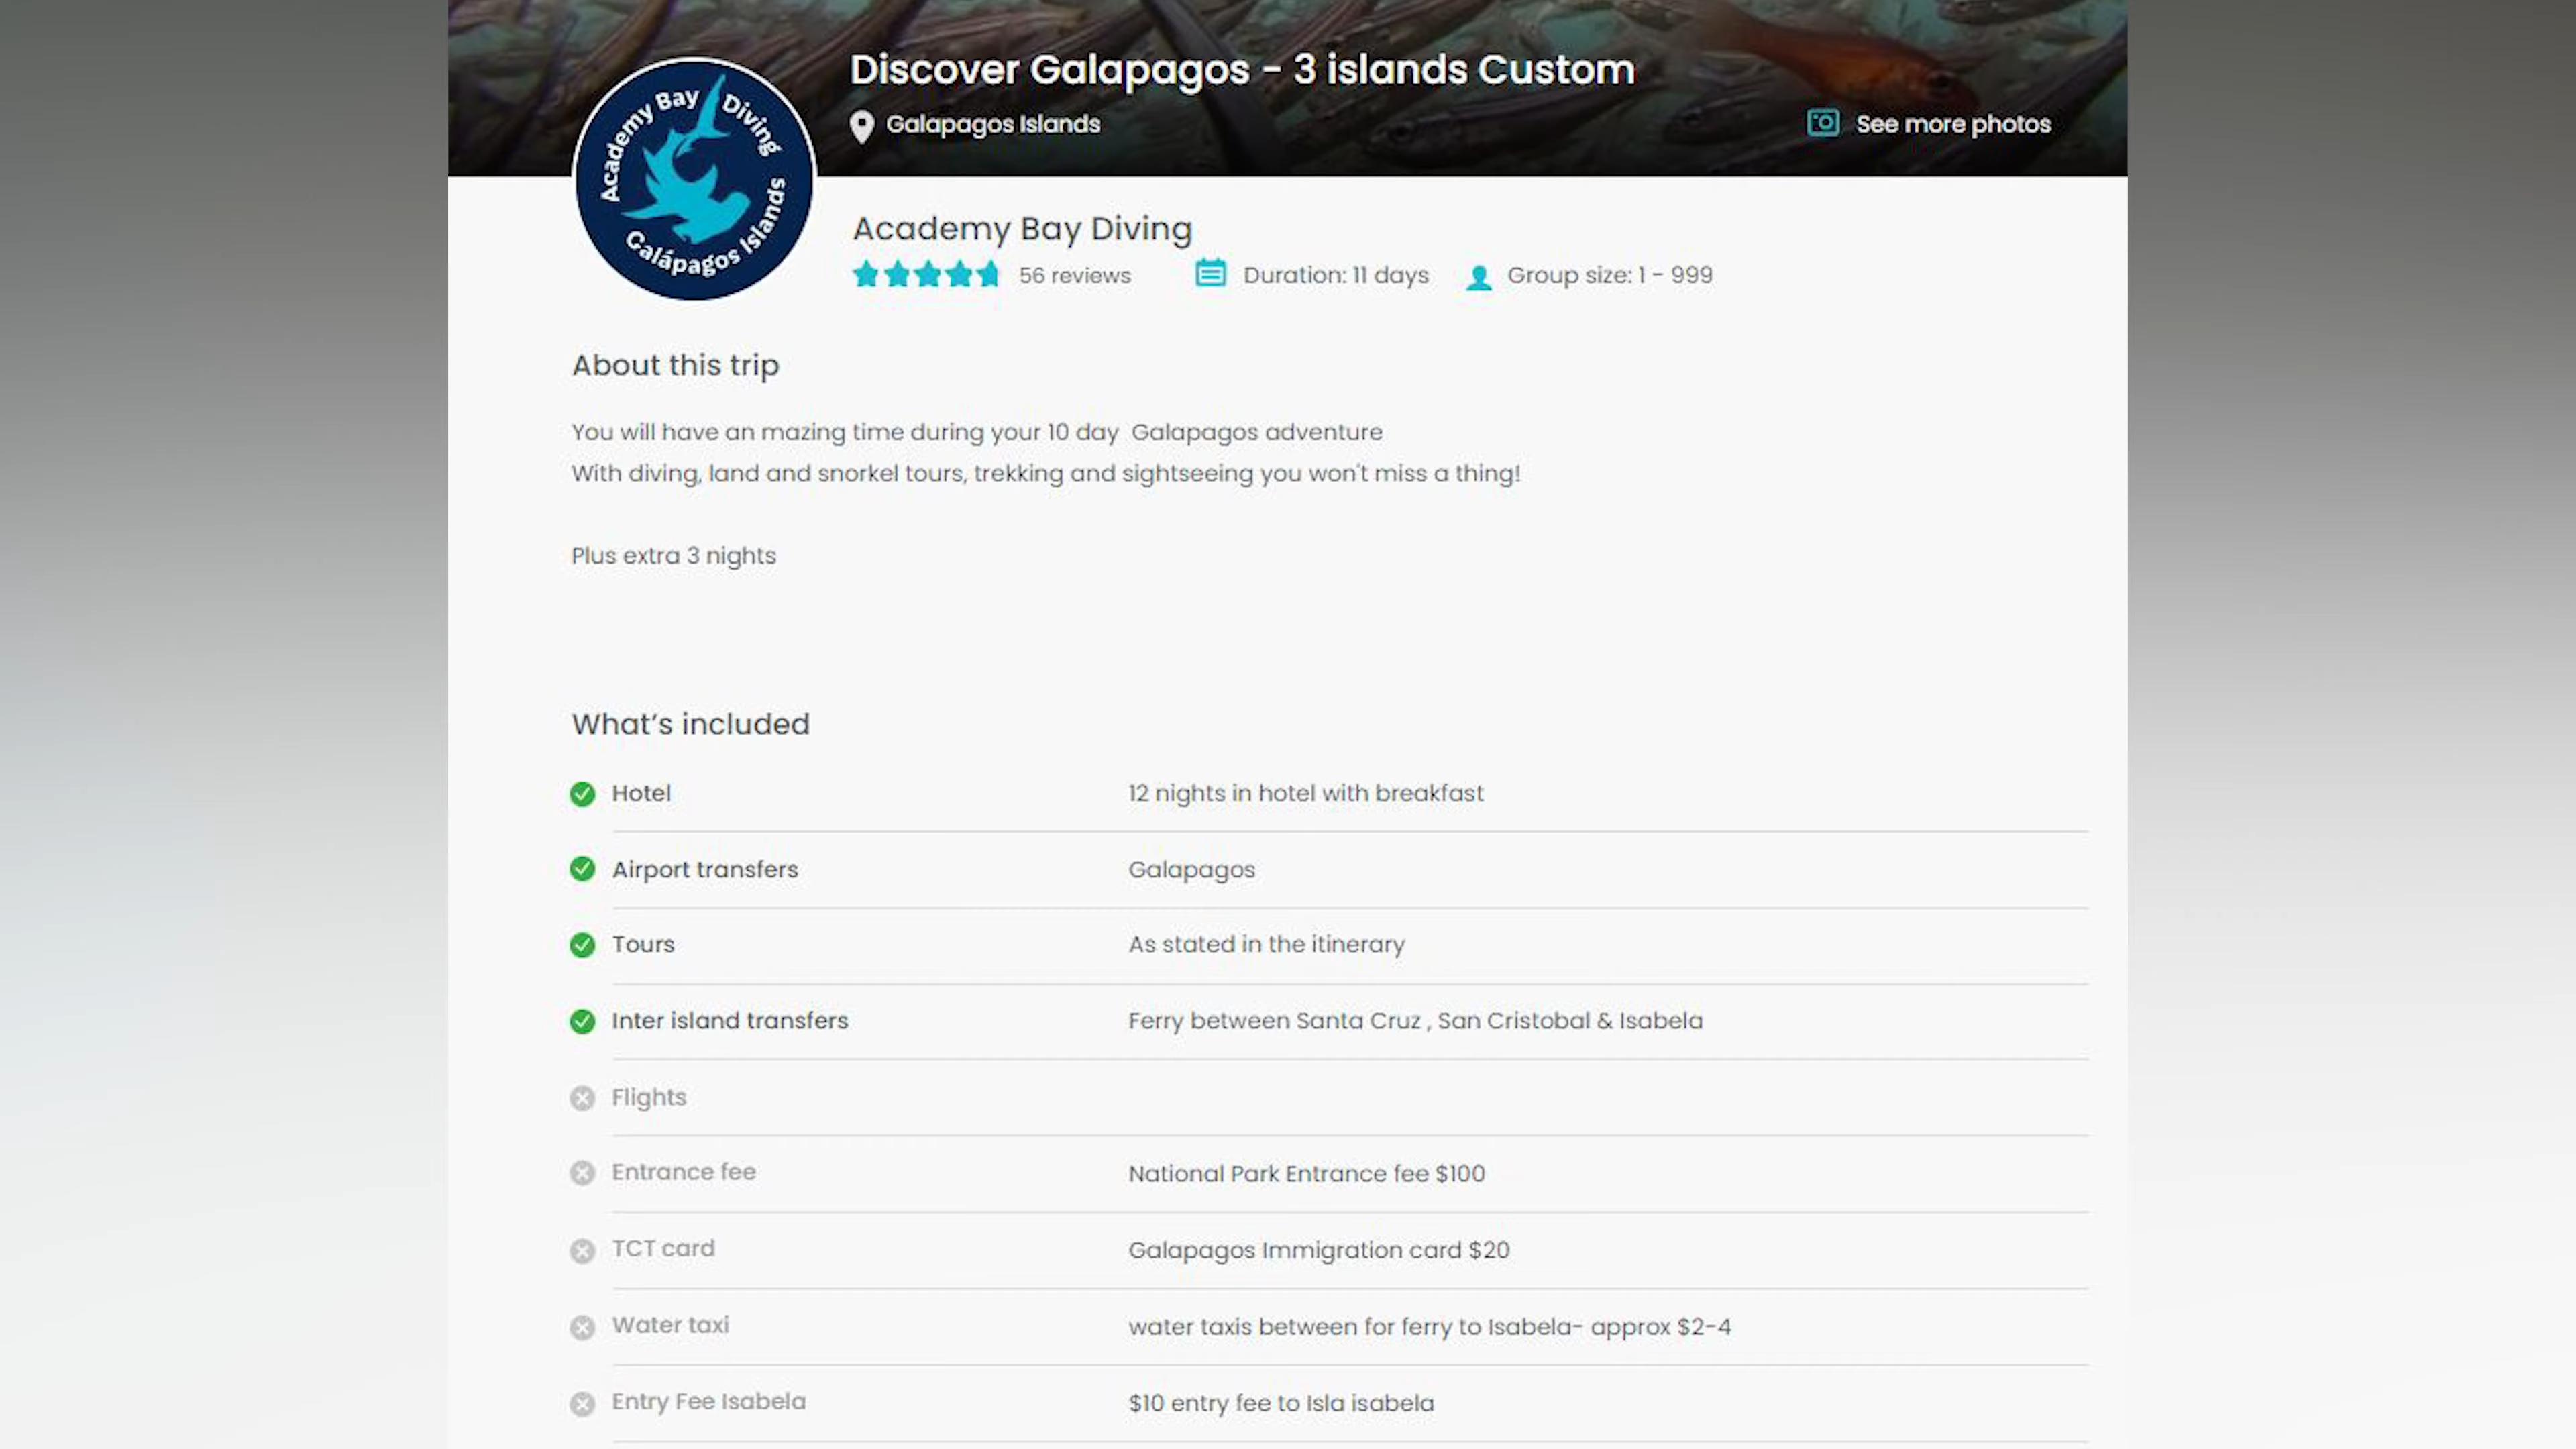 Discover Galapagos - 3 islands Custom
Galapagos Islands
See more photos
Academy Bay Diving
Galápagos Islands
Academy Bay Diving
56 reviews
Duration: 11 days
Group size: 1 - 999
About this trip
You will have an mazing time during your 10 day Galapagos adventure
With diving, land and snorkel tours, trekking and sightseeing you won't miss a thing!
Plus extra 3 nights
What's included
Hotel 12 nights in hotel with breakfast
Airport transfers Galapagos
Tours As stated in the itinerary
Inter island transfers Ferry between Santa Cruz , San Cristobal & Isabela
Flights
Entrance fee National Park Entrance fee $100
TCT card Galapagos Immigration card $20
Water taxi water taxis between for ferry to Isabela- approx $2-4
Entry Fee Isabela $10 entry fee to Isla isabela